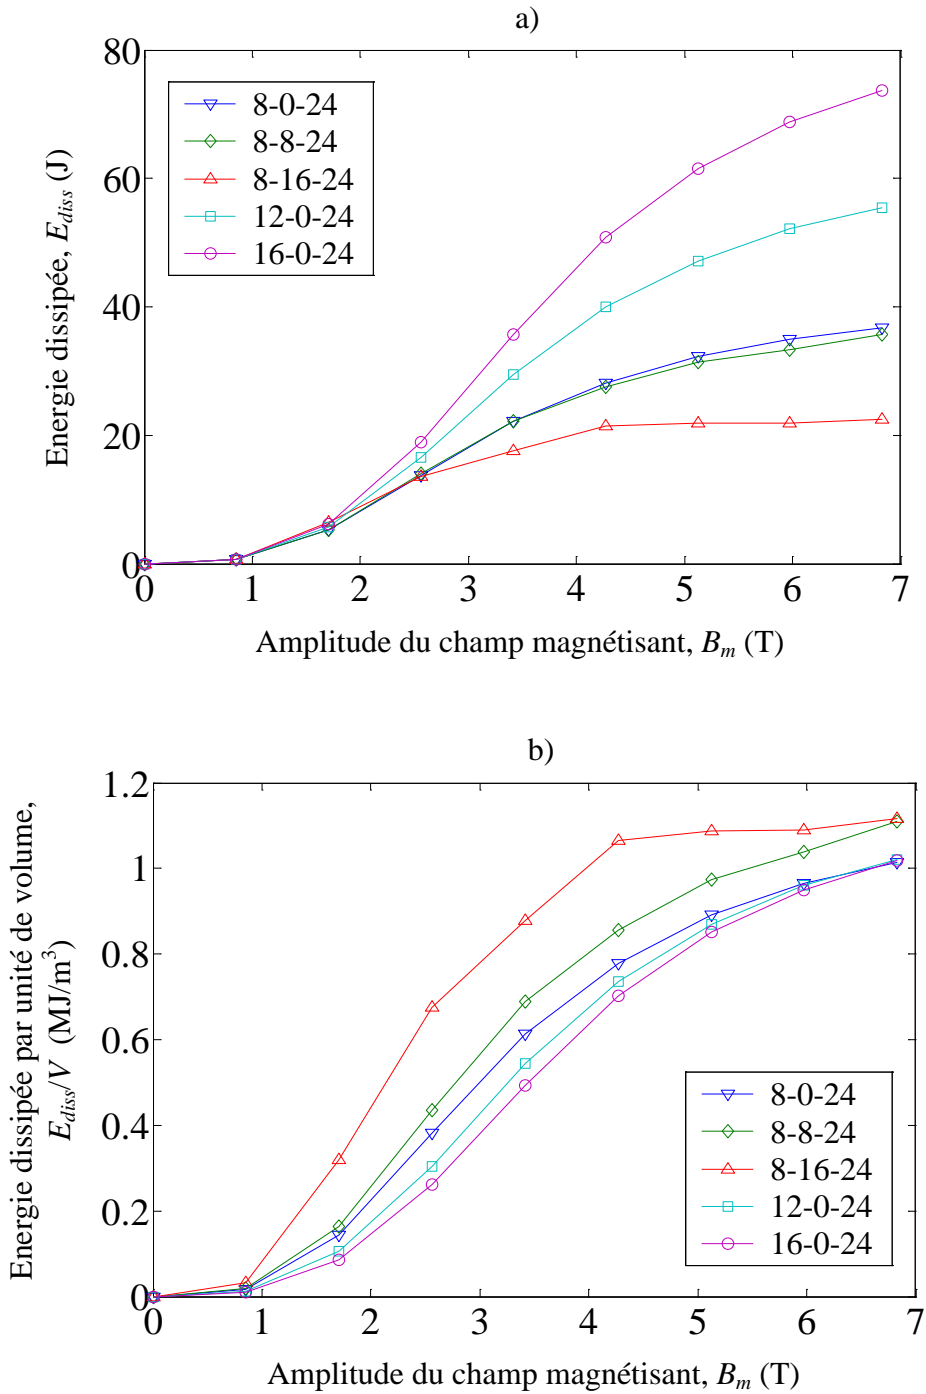 a)
80
60
40
20
0
Energie dissipée, E_diss (J)
8-0-24
8-8-24
8-16-24
12-0-24
16-0-24
0 1 2 3 4 5 6 7
Amplitude du champ magnétisant, B_m (T)
b)
1.2
1
0.8
0.6
0.4
0.2
0
Energie dissipée par unité de volume,
E_diss/V (MJ/m³)
8-0-24
8-8-24
8-16-24
12-0-24
16-0-24
0 1 2 3 4 5 6 7
Amplitude du champ magnétisant, B_m (T)